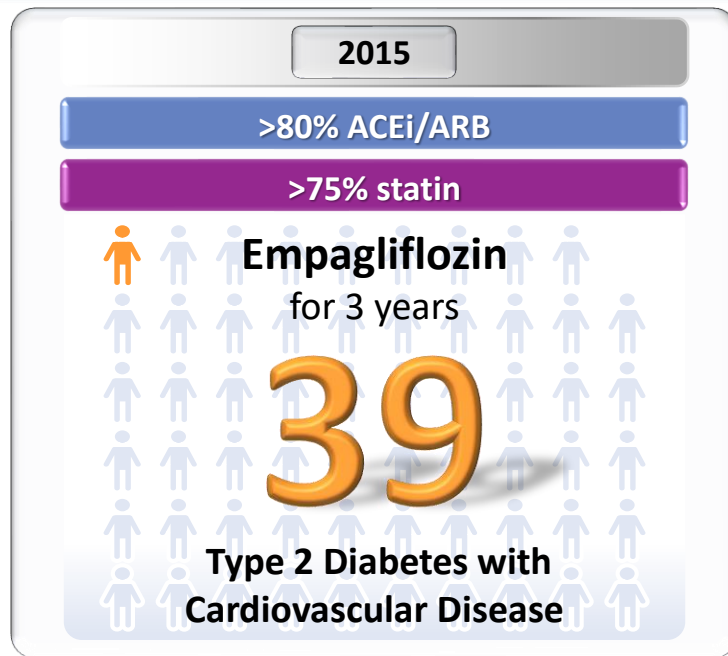 2015
>80% ACEi/ARB
>75% statin
Empagliflozin
for 3 years
39
Type 2 Diabetes with
Cardiovascular Disease